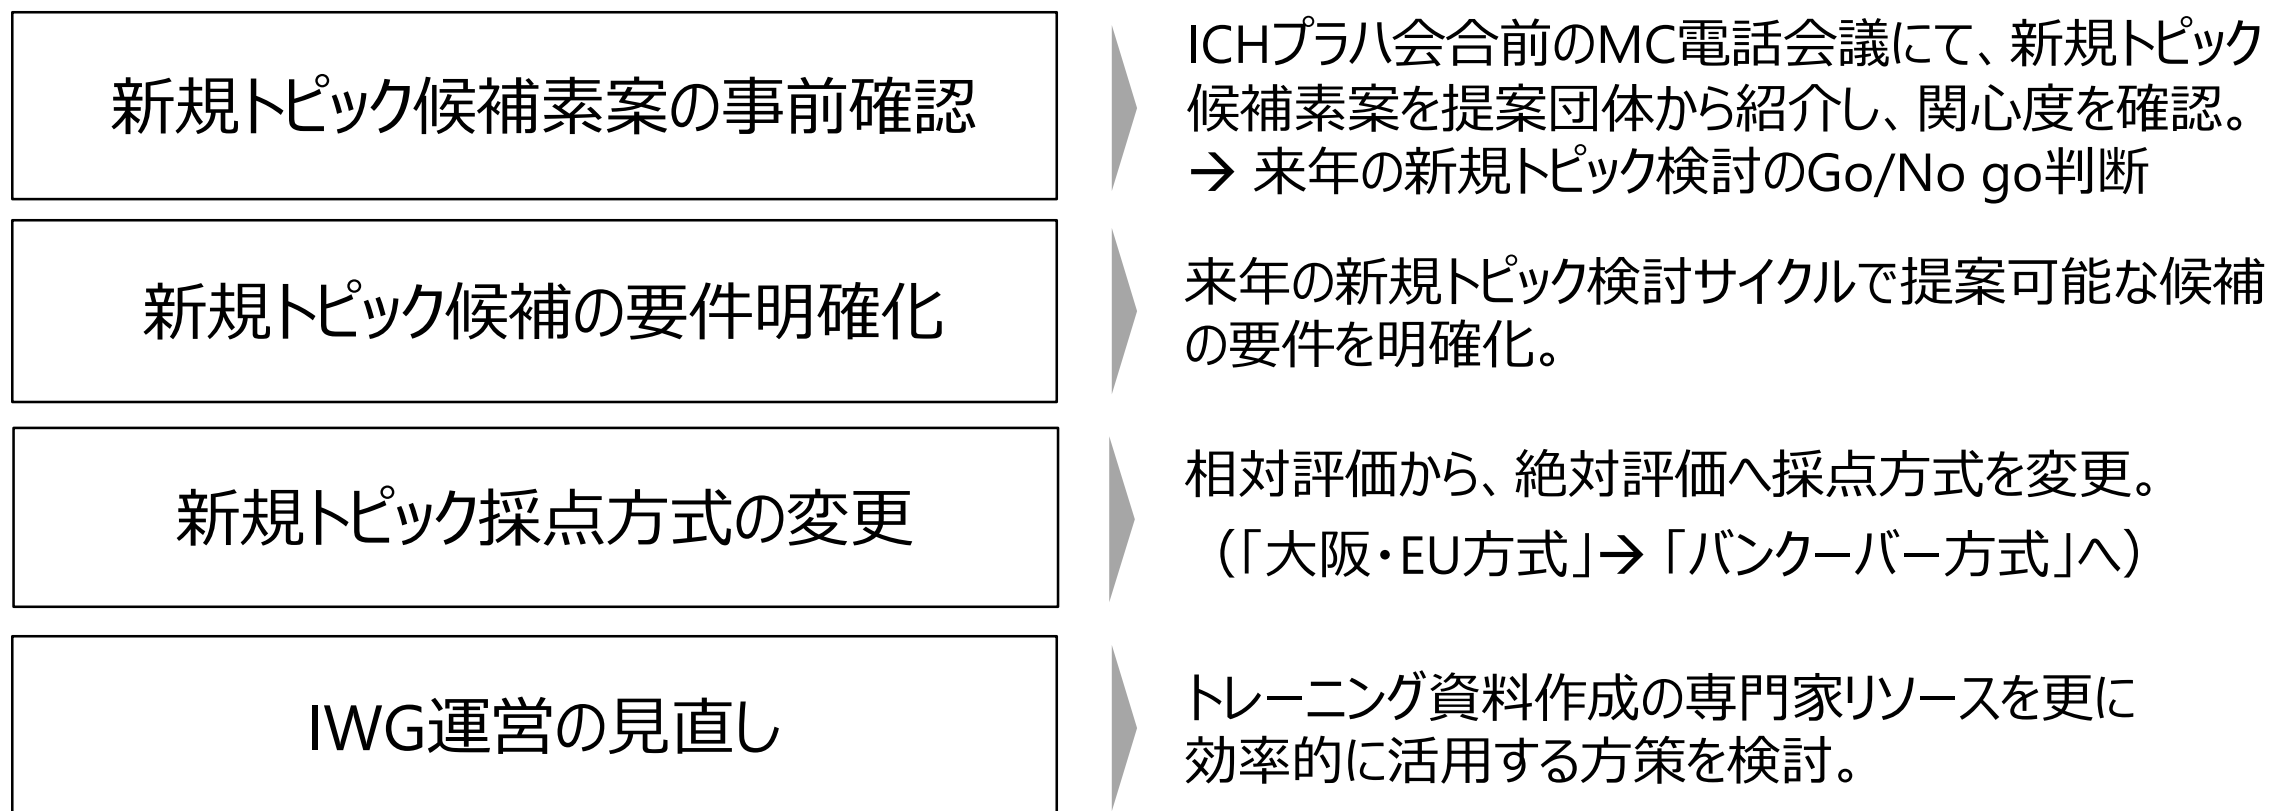 新規トピック候補素案の事前確認
ICHプラハ会合前のMC電話会議にて、新規トピック
候補素案を提案団体から紹介し、関心度を確認。
→ 来年の新規トピック検討のGo/No go判断
新規トピック候補の要件明確化
来年の新規トピック検討サイクルで提案可能な候補
の要件を明確化。
新規トピック採点方式の変更
相対評価から、絶対評価へ採点方式を変更。
（「大阪・EU方式」→「バンクーバー方式」へ）
IWG運営の見直し
トレーニング資料作成の専門家リソースを更に
効率的に活用する方策を検討。